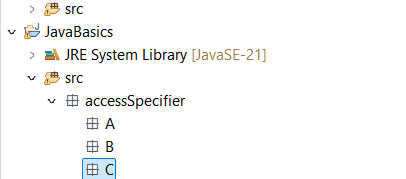 src
JavaBasics
JRE System Library [JavaSE-21]
src
accessSpecifier
A
B
C